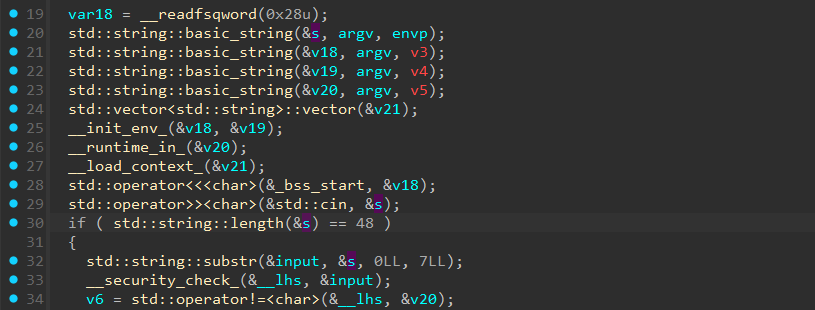 19 var18 = __readfsqword(0x28u);
20 std::string::basic_string(&s, argv, envp);
21 std::string::basic_string(&v18, argv, v3);
22 std::string::basic_string(&v19, argv, v4);
23 std::string::basic_string(&v20, argv, v5);
24 std::vector<std::string>::vector(&v21);
25 __init_env_(&v18, &v19);
26 __runtime_in_(&v20);
27 __load_context_(&v21);
28 std::operator<<<char>(&_bss_start, &v18);
29 std::operator>><char>(&std::cin, &s);
30 if ( std::string::length(&s) == 48 )
31 {
32 std::string::substr(&input, &s, 0LL, 7LL);
33 __security_check_(&__lhs, &input);
34 v6 = std::operator!=<char>(&__lhs, &v20);